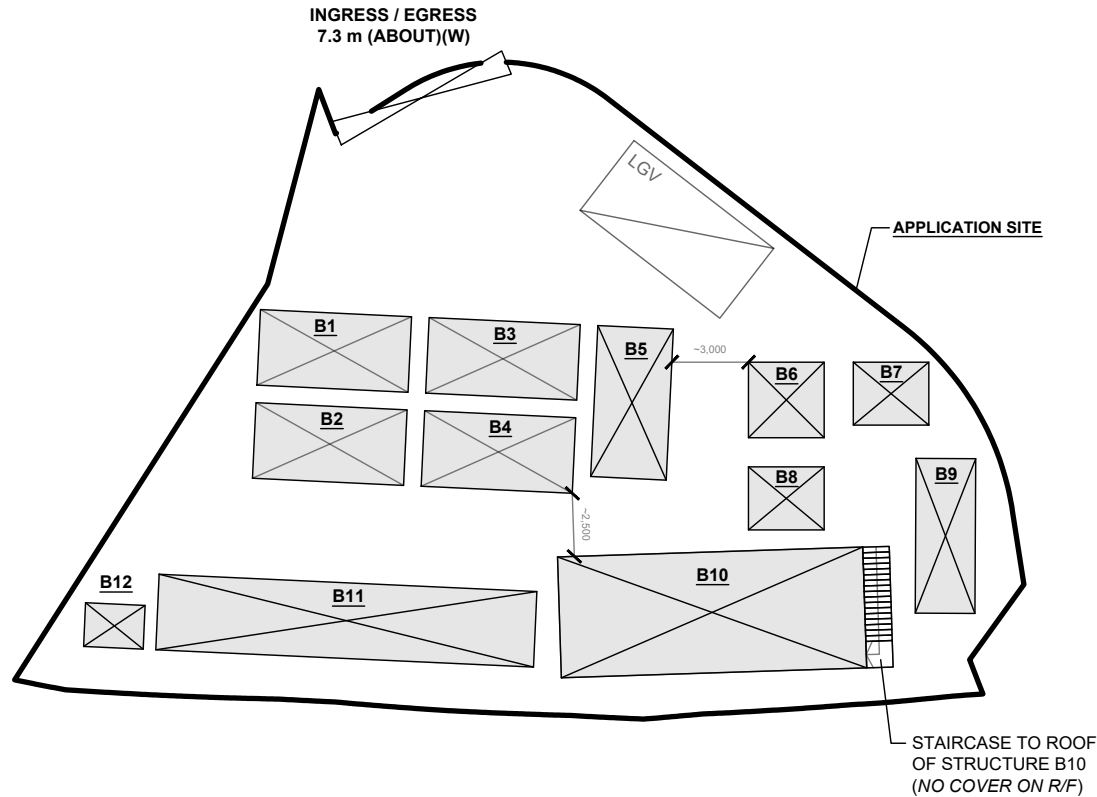 INGRESS / EGRESS
7.3 m (ABOUT)(W)
LGV
APPLICATION SITE
B1
B3
B5
~3,000
B6
B7
B2
B4
B8
B9
~2,500
B10
B12
B11
STAIRCASE TO ROOF
OF STRUCTURE B10
(NO COVER ON R/F)